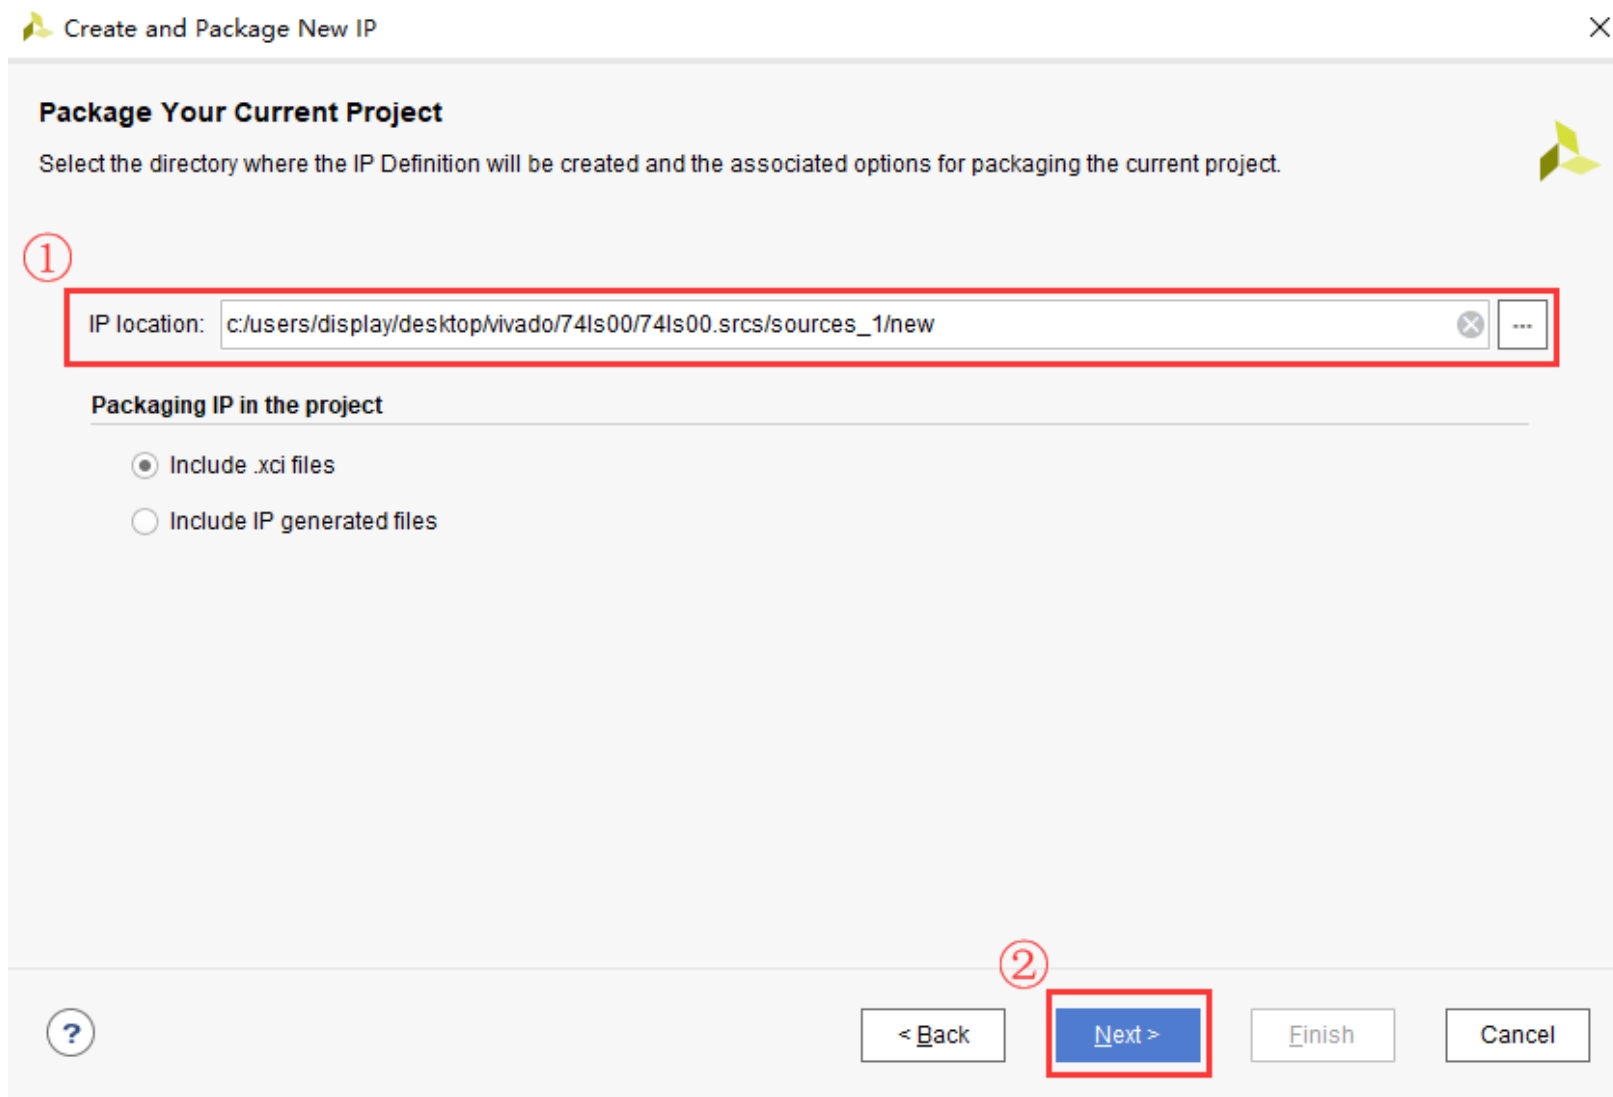 Create and Package New IP
Package Your Current Project
Select the directory where the IP Definition will be created and the associated options for packaging the current project.
①
IP location: c:/users/display/desktop/vivado/74ls00/74ls00.srcs/sources_1/new ...
Packaging IP in the project
Include .xci files
Include IP generated files
②
? < Back Next > Finish Cancel